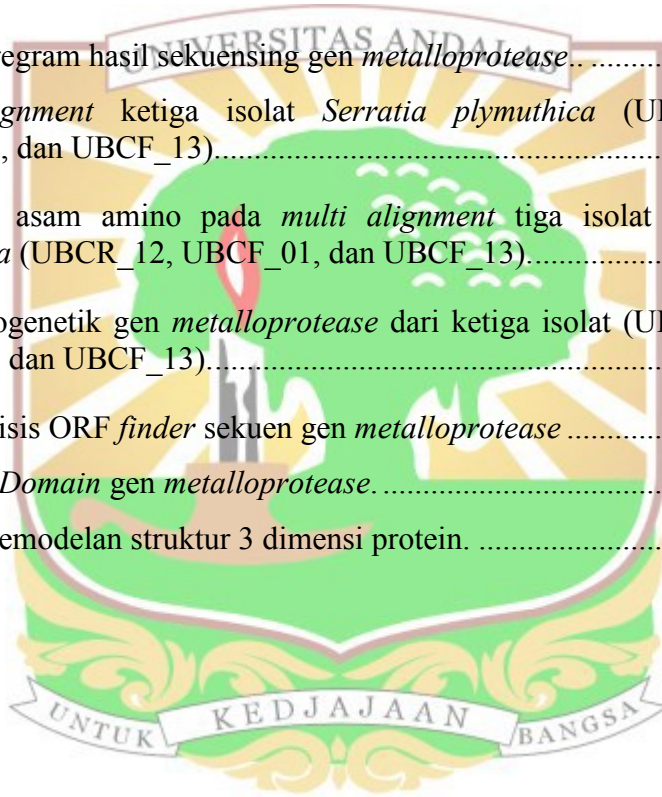 UNIVERSITAS ANDALAS
regram hasil sekuensing gen metalloprotease.. ..........
gnment ketiga isolat Serratia plymuthica (U
, dan UBCF_13)..........................................................
asam amino pada multi alignment tiga isolat
a (UBCR_12, UBCF_01, dan UBCF_13)..................
ogenetik gen metalloprotease dari ketiga isolat (U
dan UBCF_13)............................................................
isis ORF finder sekuen gen metalloprotease .............
Domain gen metalloprotease. ....................................
emodelan struktur 3 dimensi protein. .......................
UNTUK KEDJAJAAN BANGSA